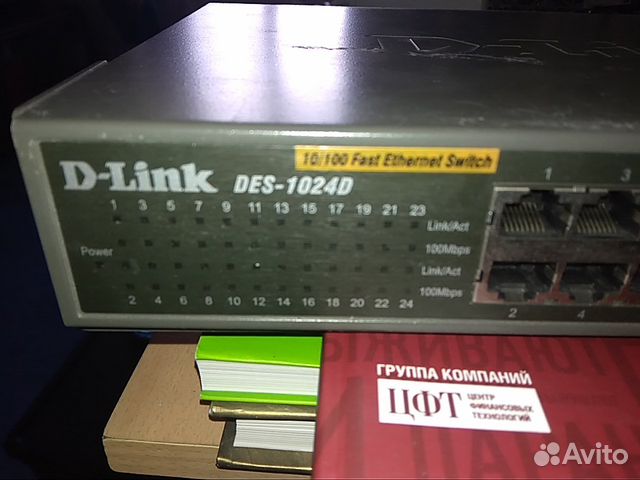 10/100 Fast Ethernet Switch
D-Link DES-1024D
1 3 5 7 9 11 13 15 17 19 21 23
Link/Act
100Mbps
Power
Link/Act
100Mbps
2 4 6 8 10 12 14 16 18 20 22 24
1 3
2 4
ГРУППА КОМПАНИЙ
ЦФТ ЦЕНТР
ФИНАНСОВЫХ
ТЕХНОЛОГИЙ
Avito